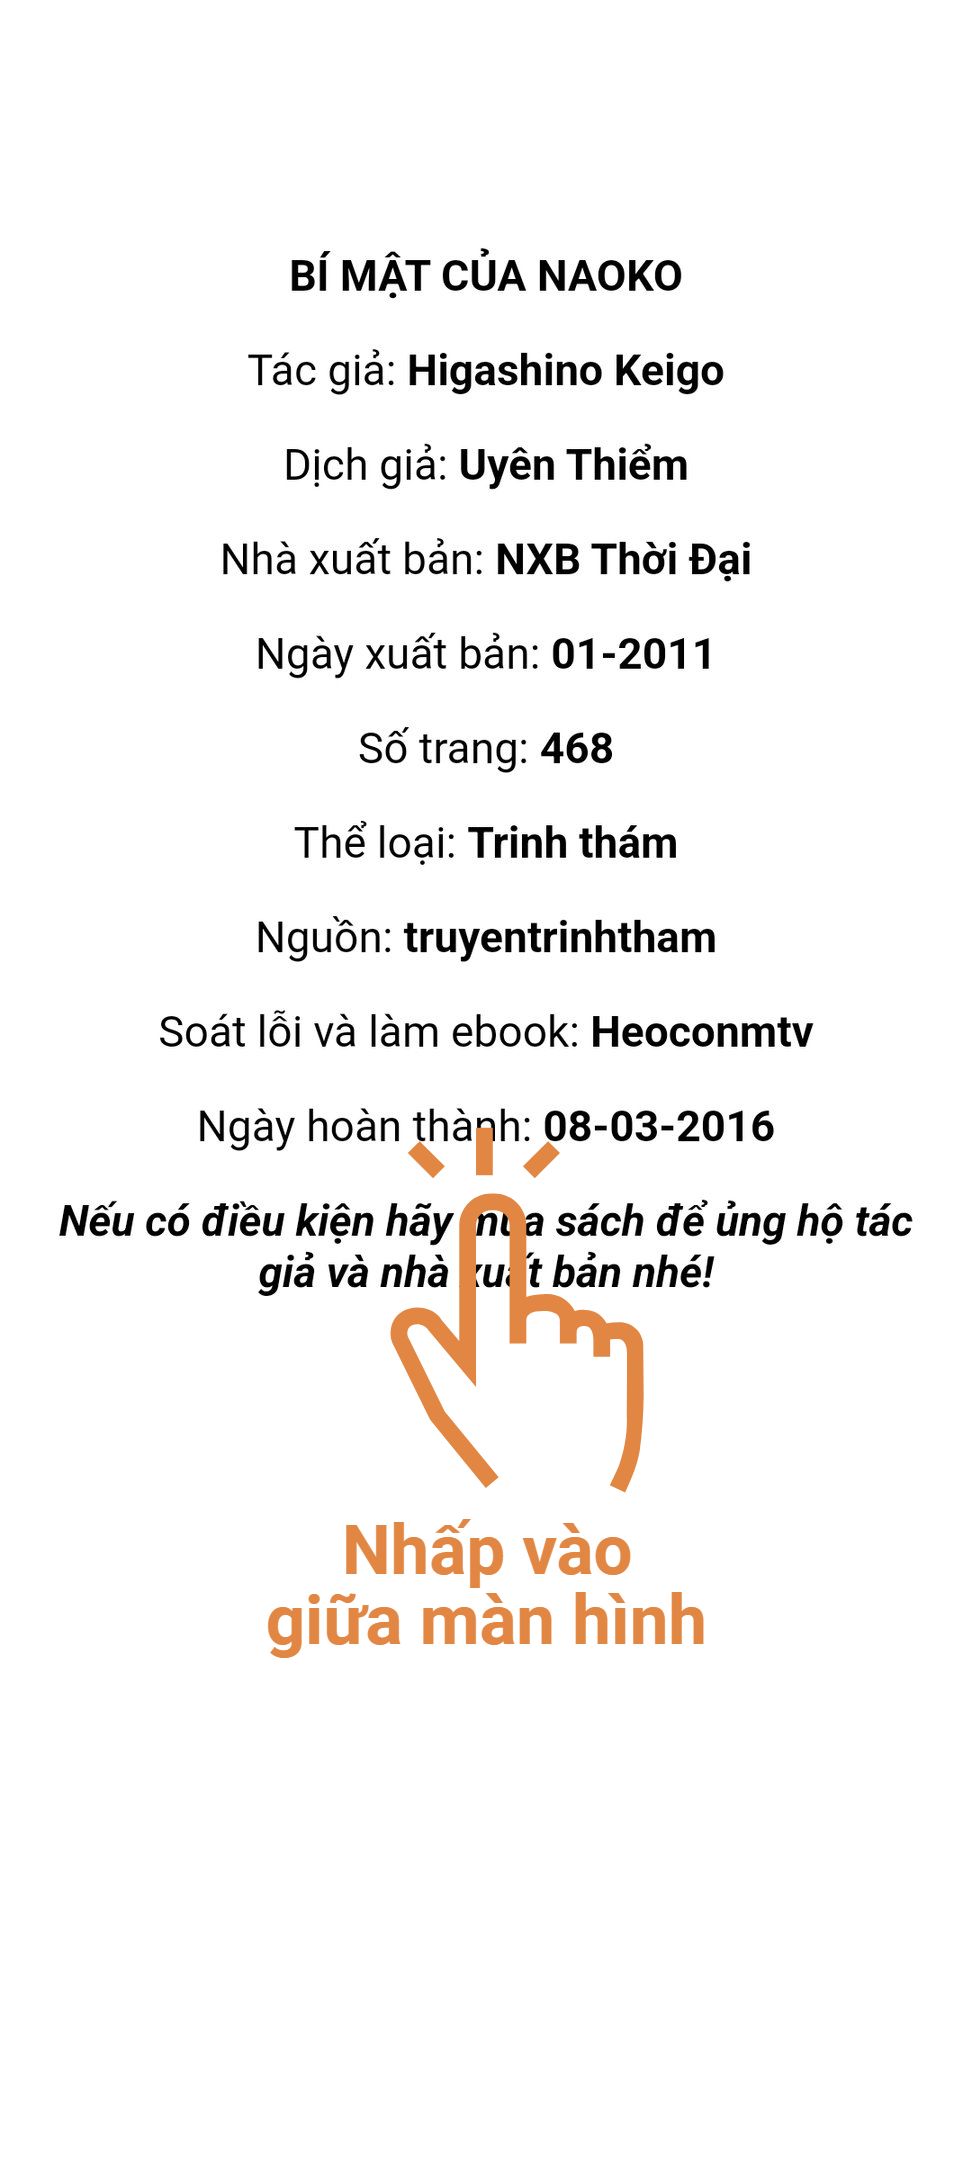 BÍ MẬT CỦA NAOKO
Tác giả: Higashino Keigo
Dịch giả: Uyên Thiểm
Nhà xuất bản: NXB Thời Đại
Ngày xuất bản: 01-2011
Số trang: 468
Thể loại: Trinh thám
Nguồn: truyentrinhtham
Soát lỗi và làm ebook: Heoconmtv
Ngày hoàn thành: 08-03-2016
Nếu có điều kiện hãy mua sách để ủng hộ tác
giả và nhà xuất bản nhé!
Nhấp vào
giữa màn hình